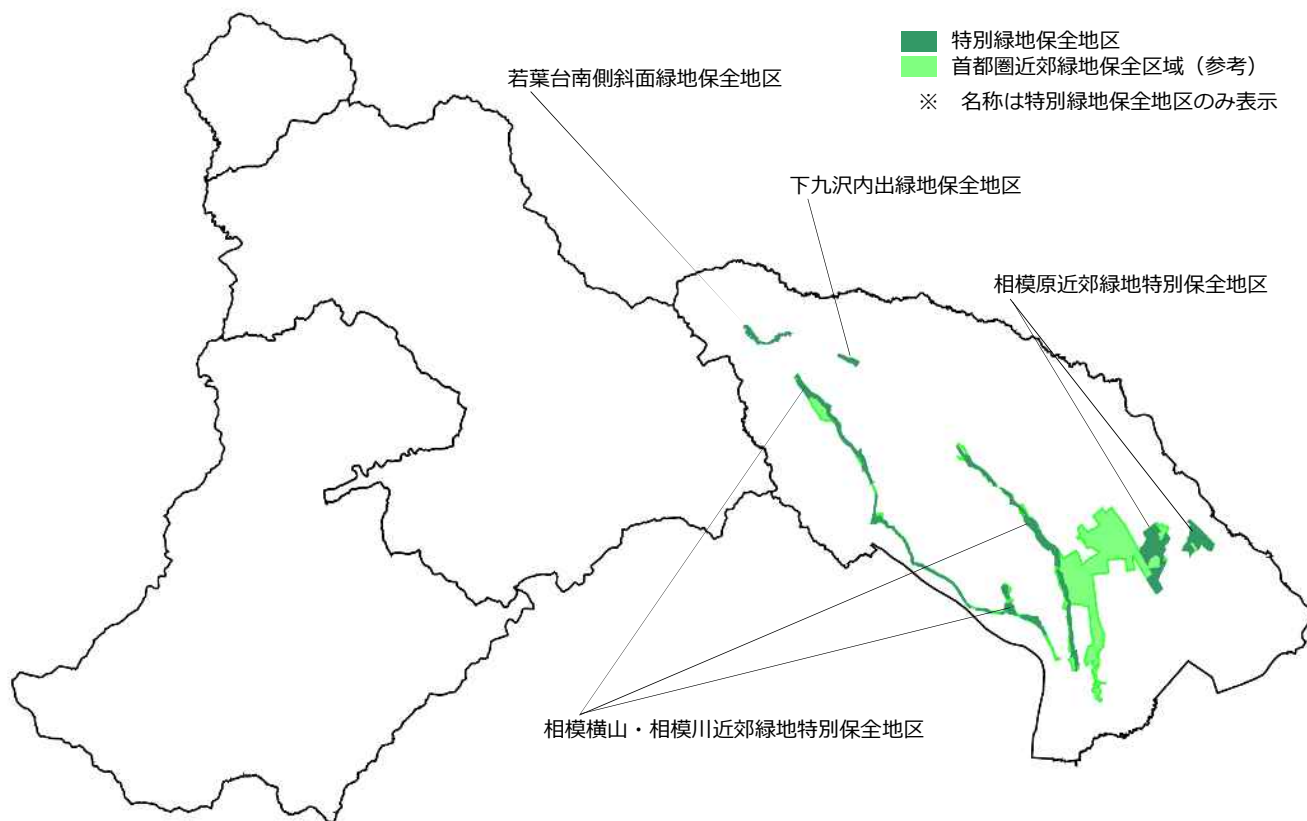 特別緑地保全地区
首都圏近郊緑地保全区域（参考）
※　名称は特別緑地保全地区のみ表示
若葉台南側斜面緑地保全地区
下九沢内出緑地保全地区
相模原近郊緑地特別保全地区
相模横山・相模川近郊緑地特別保全地区